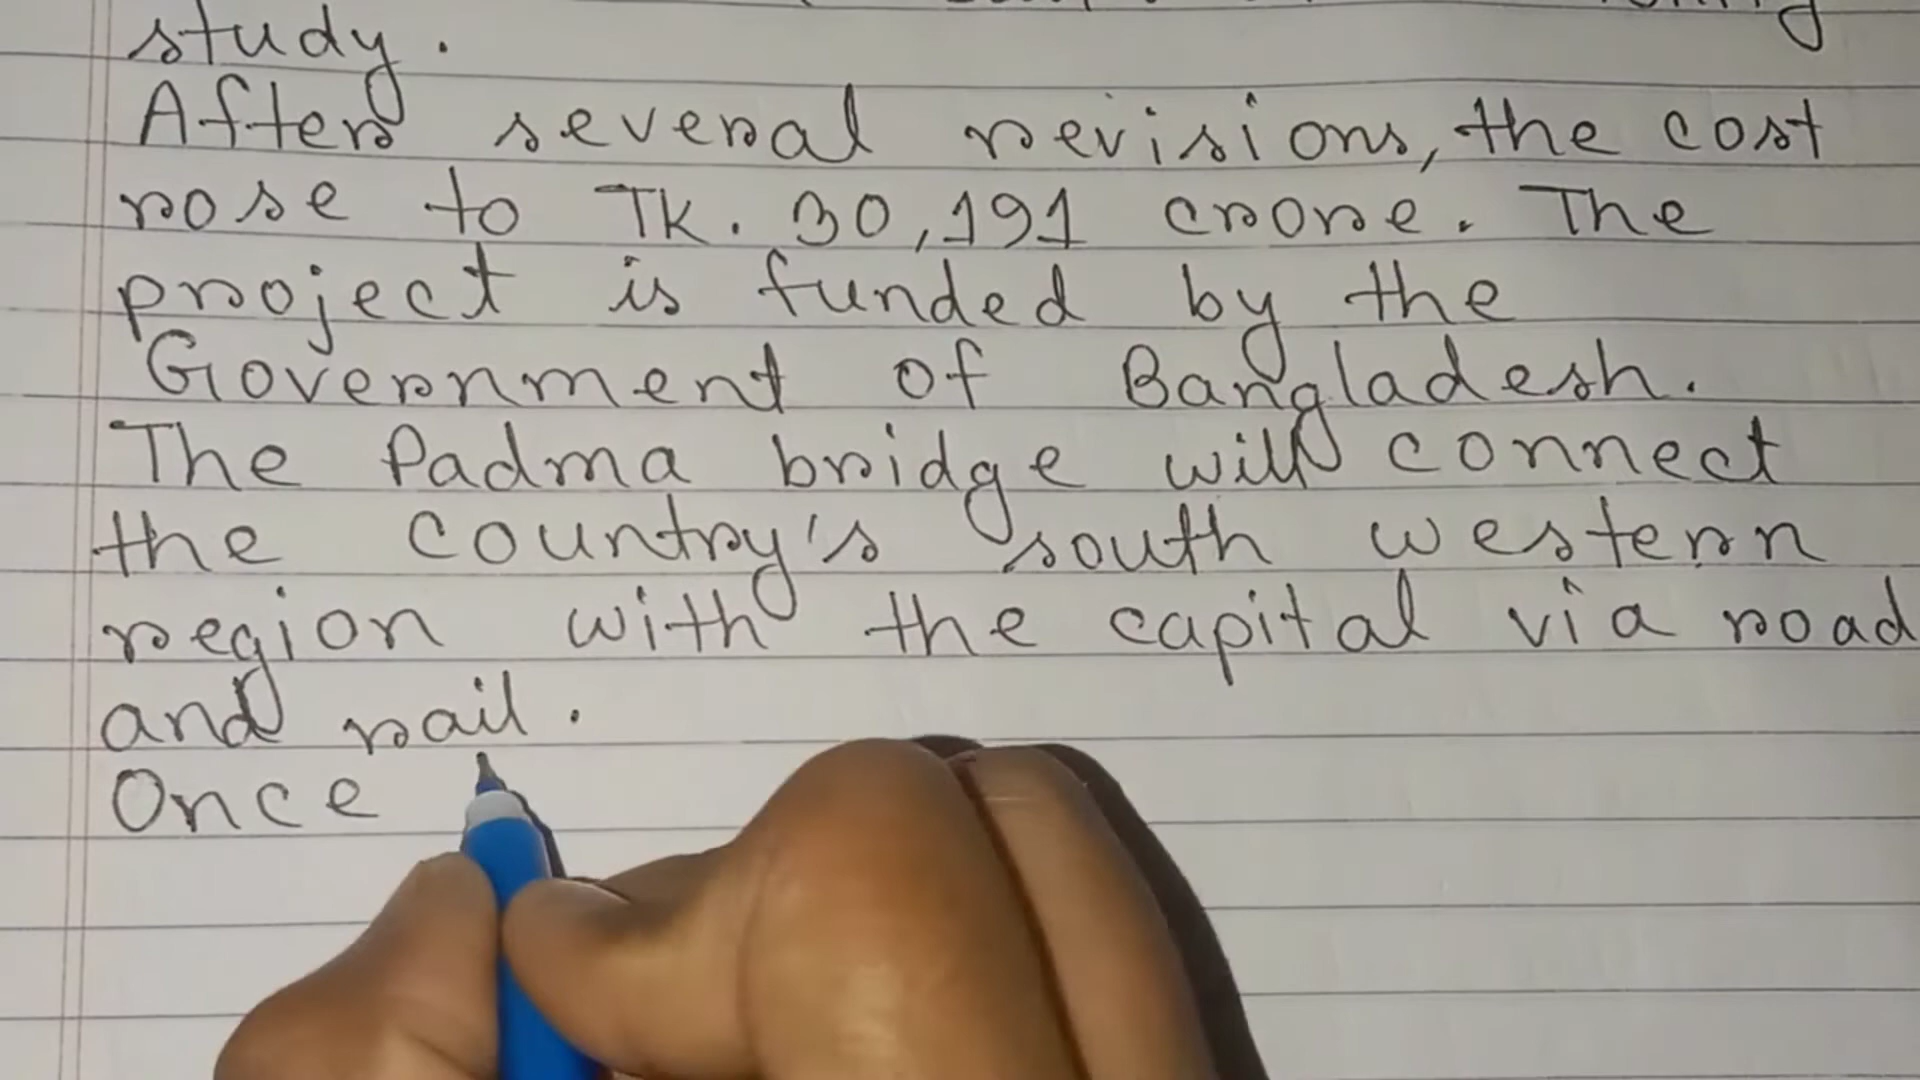 study.
After several revisions, the cost
rose to TK. 30,191 crore. The
project is funded by the
Government of Bangladesh.
The Padma bridge will connect
the country's south western
region with the capital via road
and rail.
Once